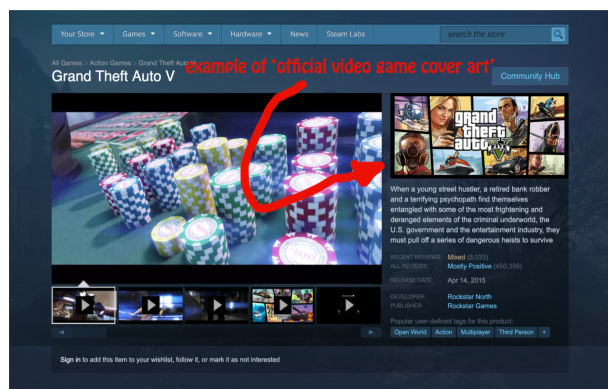 Your Store Games Software Hardware News Steam Labs search the store
All Games > Action Games > Grand Theft Auto V
Grand Theft Auto V
example of "official video game cover art"
Community Hub
grand
theft
auto
When a young street hustler, a retired bank robber
and a terrifying psychopath find themselves
entangled with some of the most frightening and
deranged elements of the criminal underworld, the
U.S. government and the entertainment industry, they
must pull off a series of dangerous heists to survive
RECENT REVIEWS: Mixed (8,033)
ALL REVIEWS: Mostly Positive (450,359)
RELEASE DATE: Apr 14, 2015
DEVELOPER: Rockstar North
PUBLISHER: Rockstar Games
Popular user-defined tags for this product:
Open World Action Multiplayer Third Person +
Sign in to add this item to your wishlist, follow it, or mark it as not interested